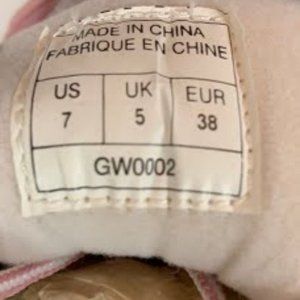 MADE IN CHINA
FABRIQUE EN CHINE
US UK EUR
7 5 38
GW0002